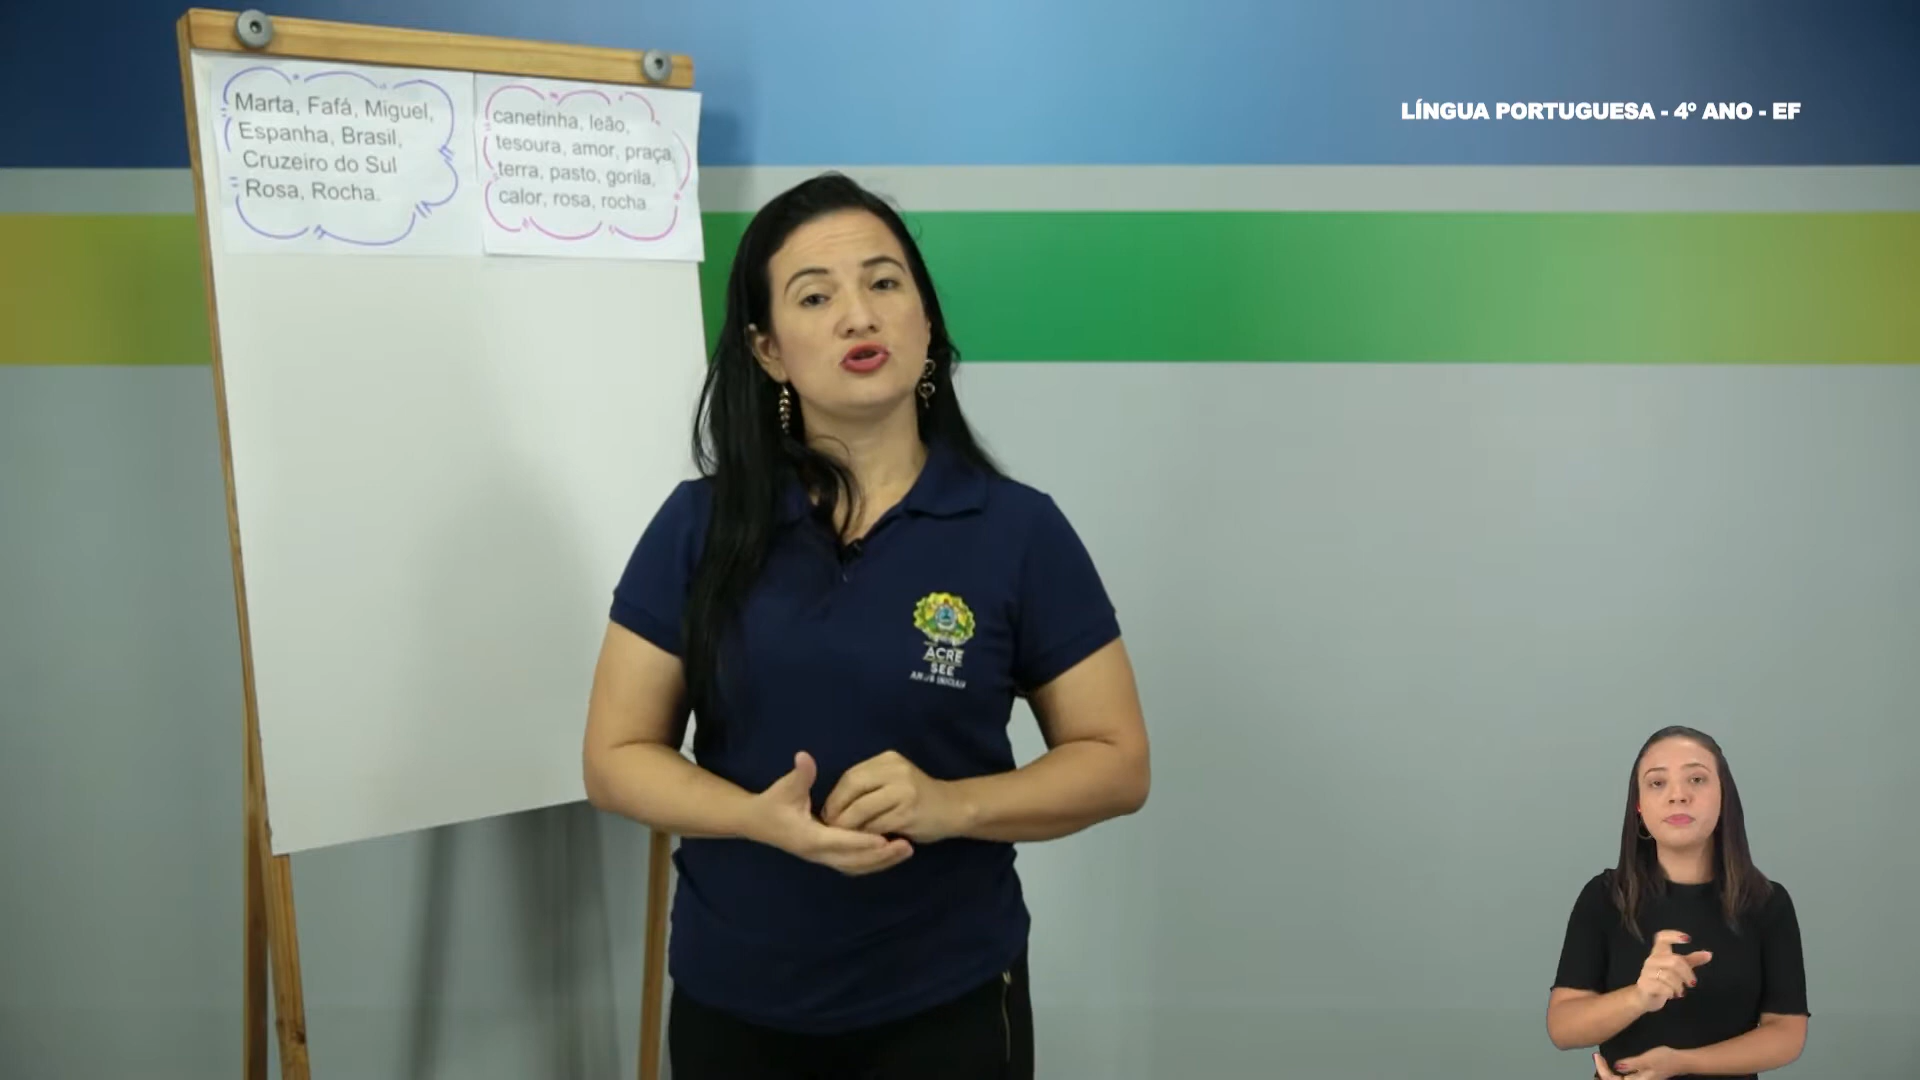 LÍNGUA PORTUGUESA - 4º ANO - EF
Marta, Fafá, Miguel,
Espanha, Brasil,
Cruzeiro do Sul
Rosa, Rocha.
canetinha, leão,
tesoura, amor, praça,
terra, pasto, gorila,
calor, rosa, rocha.
ACRE
SEE